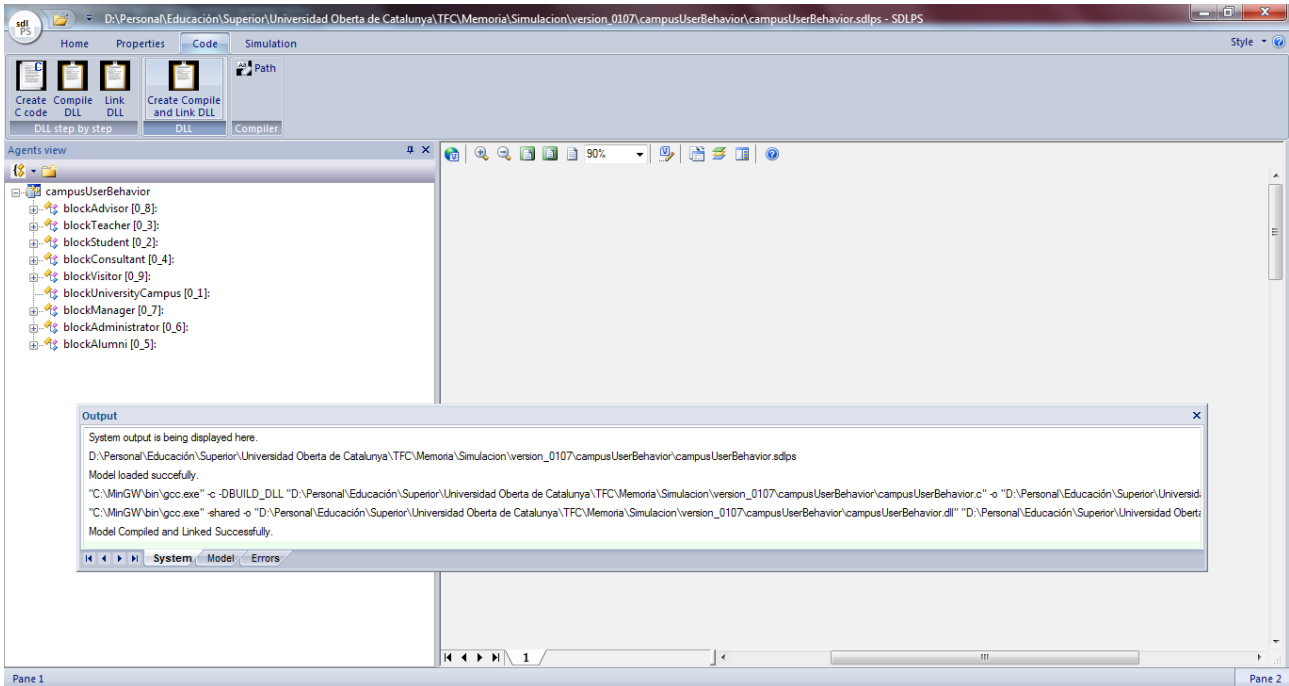 sdl
PS
D:\Personal\Educación\Superior\Universidad Oberta de Catalunya\TFC\Memoria\Simulacion\version_0107\campusUserBehavior\campusUserBehavior.sdlps - SDLPS
Home Properties Code Simulation Style
Create C code
Compile DLL
Link DLL
Create Compile and Link DLL
Path
DLL step by step DLL Compiler
Agents view
90%
campusUserBehavior
blockAdvisor [0_8]:
blockTeacher [0_3]:
blockStudent [0_2]:
blockConsultant [0_4]:
blockVisitor [0_9]:
blockUniversityCampus [0_1]:
blockManager [0_7]:
blockAdministrator [0_6]:
blockAlumni [0_5]:
Output
System output is being displayed here.
D:\Personal\Educación\Superior\Universidad Oberta de Catalunya\TFC\Memoria\Simulacion\version_0107\campusUserBehavior\campusUserBehavior.sdlps
Model loaded succefully.
"C:\MinGW\bin\gcc.exe" -c -DBUILD_DLL "D:\Personal\Educación\Superior\Universidad Oberta de Catalunya\TFC\Memoria\Simulacion\version_0107\campusUserBehavior\campusUserBehavior.c" -o "D:\Personal\Educación\Superior\Universid
"C:\MinGW\bin\gcc.exe" -shared -o "D:\Personal\Educación\Superior\Universidad Oberta de Catalunya\TFC\Memoria\Simulacion\version_0107\campusUserBehavior\campusUserBehavior.dll" "D:\Personal\Educación\Superior\Universidad Obert
Model Compiled and Linked Successfully.
System Model Errors
1
Pane 1 Pane 2